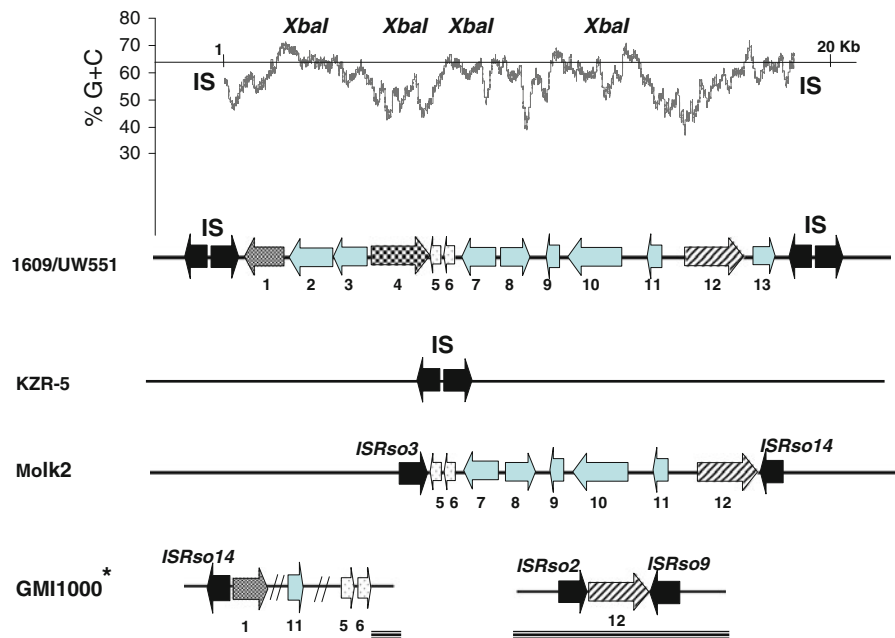 80
XbaI XbaI XbaI XbaI
70
1 20 Kb
60
IS IS
50
40
30
% G+C
IS IS
1609/UW551
1 2 3 4 5 6 7 8 9 10 11 12 13
IS
KZR-5
ISRso3 ISRso14
Molk2
5 6 7 8 9 10 11 12
ISRso14 ISRso2 ISRso9
GMI1000*
1 11 5 6 12